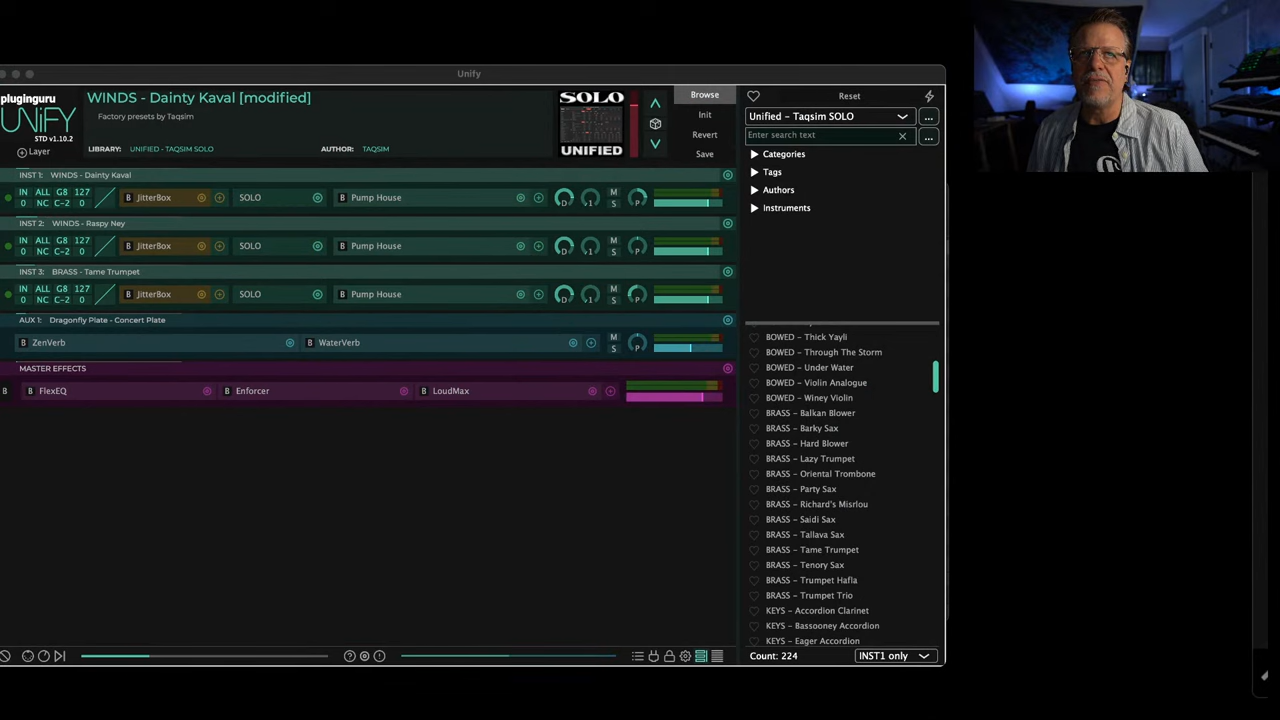 Unify
pluginguru
UNIFY
STD v1.10.2
Layer
WINDS - Dainty Kaval [modified]
Factory presets by Taqsim
LIBRARY: UNIFIED - TAQSIM SOLO
AUTHOR: TAQSIM
SOLO
UNIFIED
Browse
Init
Revert
Save
INST 1: WINDS - Dainty Kaval
IN ALL G8 127
0 NC C-2 0
B JitterBox
SOLO
B Pump House
D
1
M
S
P
INST 2: WINDS - Raspy Ney
IN ALL G8 127
0 NC C-2 0
B JitterBox
SOLO
B Pump House
D
1
M
S
P
INST 3: BRASS - Tame Trumpet
IN ALL G8 127
0 NC C-2 0
B JitterBox
SOLO
B Pump House
D
1
M
S
P
AUX 1: Dragonfly Plate - Concert Plate
B ZenVerb
B WaterVerb
M
S
P
MASTER EFFECTS
B
B FlexEQ
B Enforcer
B LoudMax
Reset
Unified – Taqsim SOLO
...
Enter search text
...
Categories
Tags
Authors
Instruments
BOWED – Thick Yayli
BOWED – Through The Storm
BOWED – Under Water
BOWED – Violin Analogue
BOWED – Winey Violin
BRASS – Balkan Blower
BRASS – Barky Sax
BRASS – Hard Blower
BRASS – Lazy Trumpet
BRASS – Oriental Trombone
BRASS – Party Sax
BRASS – Richard's Misrlou
BRASS – Saidi Sax
BRASS – Tallava Sax
BRASS – Tame Trumpet
BRASS – Tenory Sax
BRASS – Trumpet Hafla
BRASS – Trumpet Trio
KEYS – Accordion Clarinet
KEYS – Bassooney Accordion
KEYS – Eager Accordion
Count: 224
INST1 only